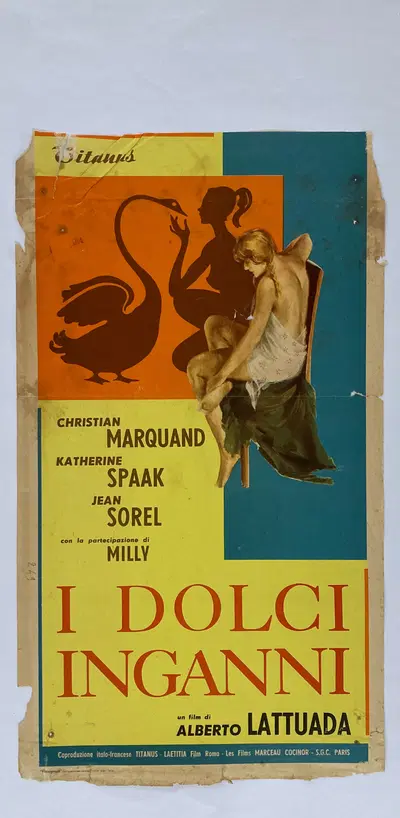 Titanus
CHRISTIAN
MARQUAND
KATHERINE
SPAAK
JEAN
SOREL
con la partecipazione di
MILLY
I DOLCI
INGANNI
un film di
ALBERTO LATTUADA
Coproduzione italo-francese TITANUS - LAETITIA Film Roma - Les Films MARCEAU COCINOR - S.G.C. PARIS